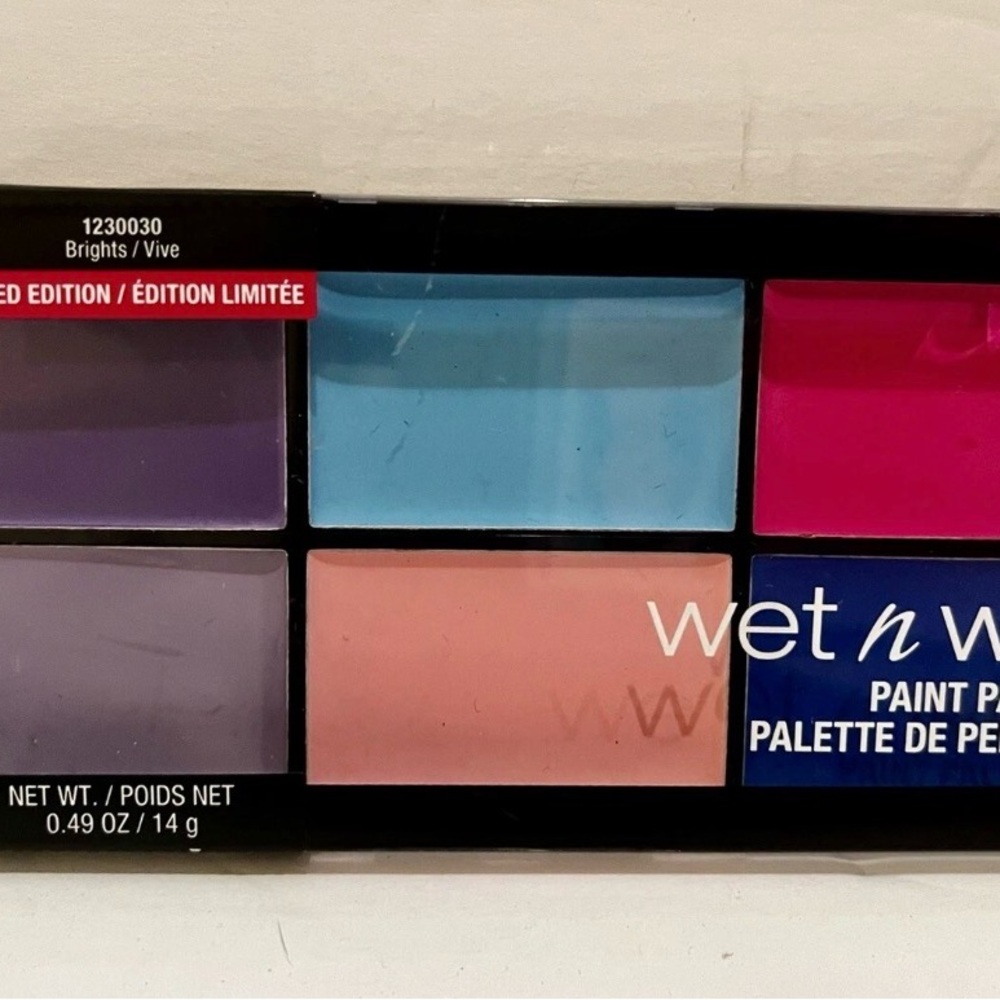 1230030
Brights / Vive
ED EDITION / ÉDITION LIMITÉE
wet n w
PAINT PA
PALETTE DE PE
NET WT. / POIDS NET
0.49 OZ / 14 g